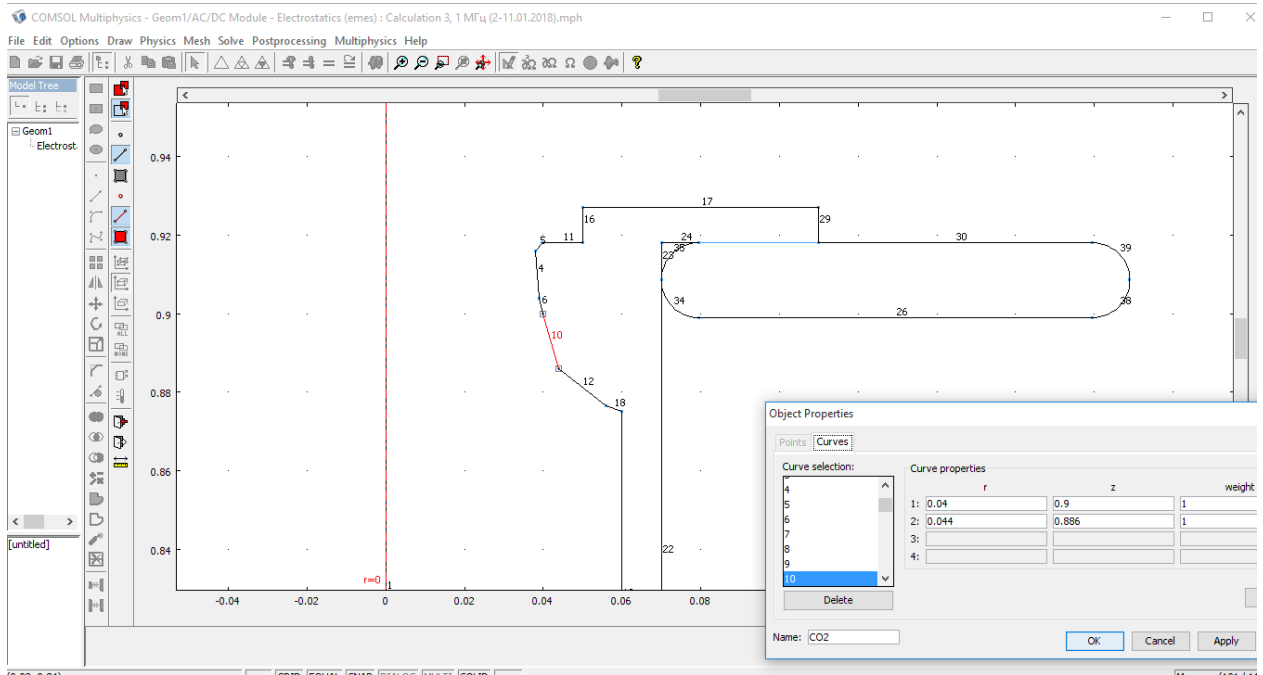 COMSOL Multiphysics - Geom1/AC/DC Module - Electrostatics (emes) : Calculation 3, 1 МГц (2-11.01.2018).mph
File Edit Options Draw Physics Mesh Solve Postprocessing Multiphysics Help
Model Tree
Geom1
Electrost
[untitled]
0.94
0.92
0.9
0.88
0.86
0.84
17
16
29
5
11
24
30
35
39
23
4
6
34
38
26
10
12
18
22
r=0
1
-0.04
-0.02
0
0.02
0.04
0.06
0.08
Object Properties
Points Curves
Curve selection:
4
5
6
7
8
9
10
Delete
Curve properties
r z weight
1: 0.04 0.9 1
2: 0.044 0.886 1
3:
4:
Name: CO2
OK Cancel Apply